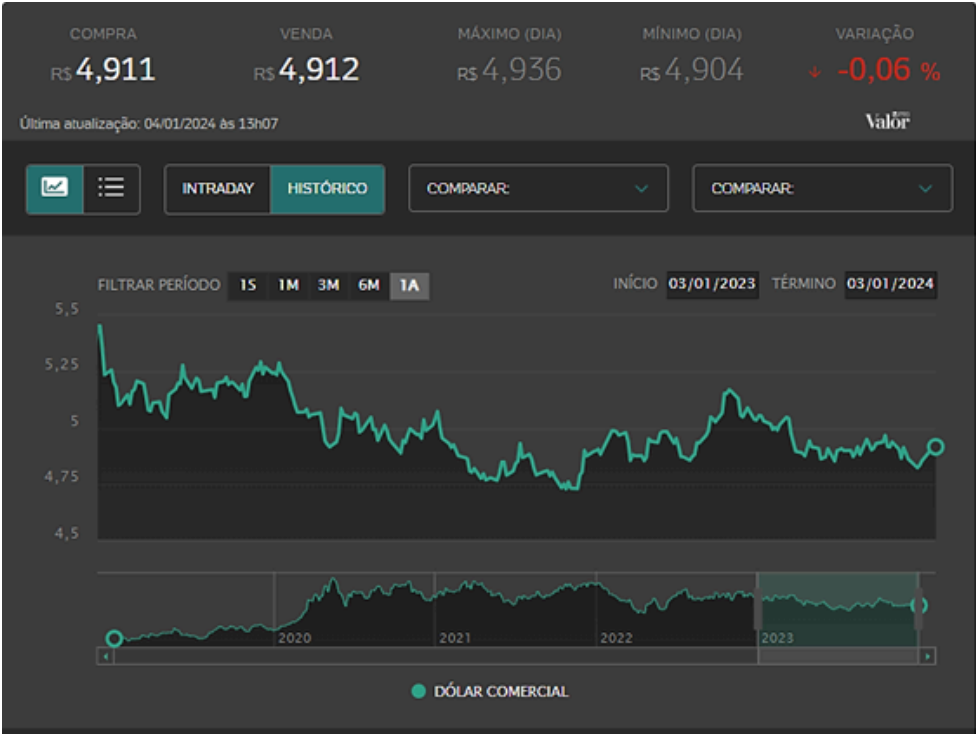 COMPRA VENDA MÁXIMO (DIA) MÍNIMO (DIA) VARIAÇÃO
R$ 4,911 R$ 4,912 R$ 4,936 R$ 4,904 -0,06 %
Última atualização: 04/01/2024 às 13h07 Valor
INTRADAY HISTÓRICO COMPARAR: COMPARAR:
FILTRAR PERÍODO 1S 1M 3M 6M 1A INÍCIO 03/01/2023 TÉRMINO 03/01/2024
5,5
5,25
5
4,75
4,5
2020 2021 2022 2023
DÓLAR COMERCIAL